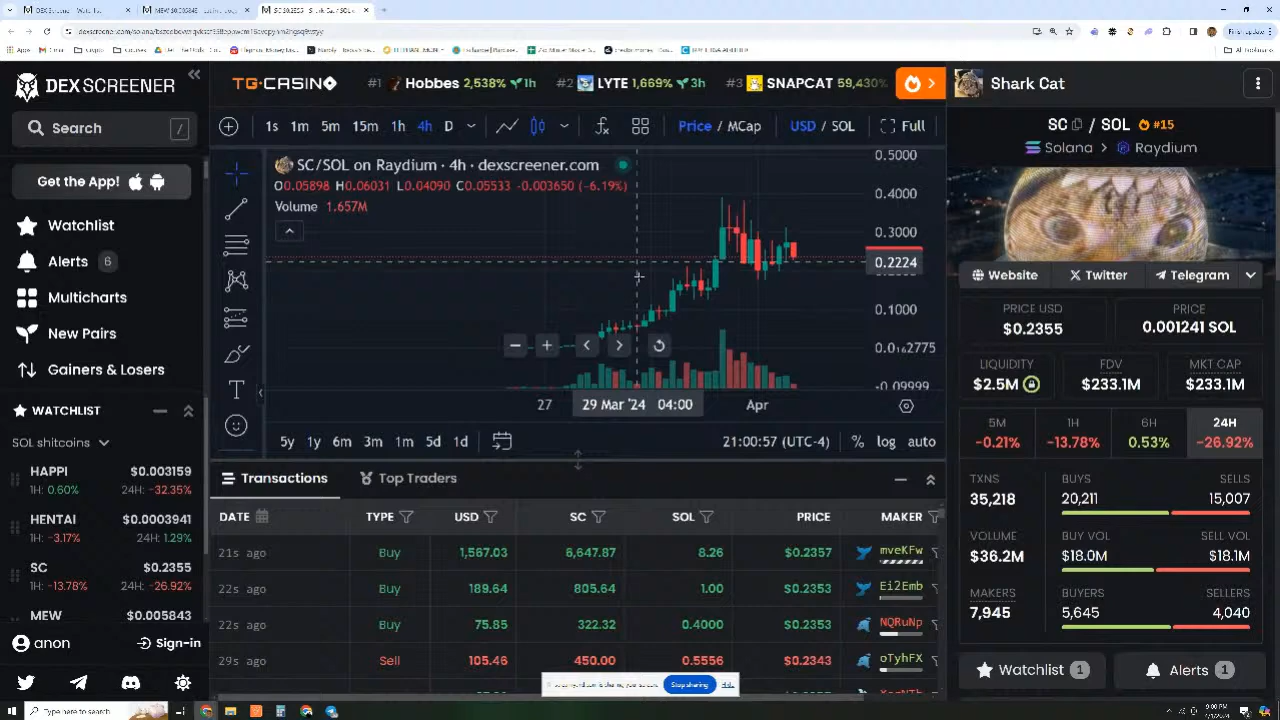 DEX SCREENER
Search
/
Get the App!
Watchlist
Alerts 6
Multicharts
New Pairs
Gainers & Losers
WATCHLIST
SOL shitcoins
HAPPI $0.003159
1H: 0.60% 24H: -32.35%
HENTAI $0.0003941
1H: -3.17% 24H: 1.29%
SC $0.2355
1H: -13.78% 24H: -26.92%
MEW $0.005843
anon Sign-in
TG.CASINO
#1 Hobbes 2,538% 1h #2 LYTE 1,669% 3h #3 SNAPCAT 59,430%
1s 1m 5m 15m 1h 4h D
Price / MCap USD / SOL Full
SC/SOL on Raydium · 4h · dexscreener.com
O0.05898 H0.06031 L0.04090 C0.05533 -0.003650 (-6.19%)
Volume 1.657M
0.5000
0.4000
0.3000
0.2224
0.1000
-0.09999
27 29 Mar '24 04:00 Apr
5y 1y 6m 3m 1m 5d 1d 21:00:57 (UTC-4) % log auto
Transactions Top Traders
DATE TYPE USD SC SOL PRICE MAKER
21s ago Buy 1,567.03 6,647.87 8.26 $0.2357 mveKFw
22s ago Buy 189.64 805.64 1.00 $0.2353 Ei2Emb
22s ago Buy 75.85 322.32 0.4000 $0.2353 NQRuNp
29s ago Sell 105.46 450.00 0.5556 $0.2343 oTyhFX
Stop sharing
Shark Cat
SC / SOL #15
Solana > Raydium
Website Twitter Telegram
PRICE USD PRICE
$0.2355 0.001241 SOL
LIQUIDITY FDV MKT CAP
$2.5M $233.1M $233.1M
5M 1H 6H 24H
-0.21% -13.78% 0.53% -26.92%
TXNS BUYS SELLS
35,218 20,211 15,007
VOLUME BUY VOL SELL VOL
$36.2M $18.0M $18.1M
MAKERS BUYERS SELLERS
7,945 5,645 4,040
Watchlist 1 Alerts 1
Type here to search
9:00 PM